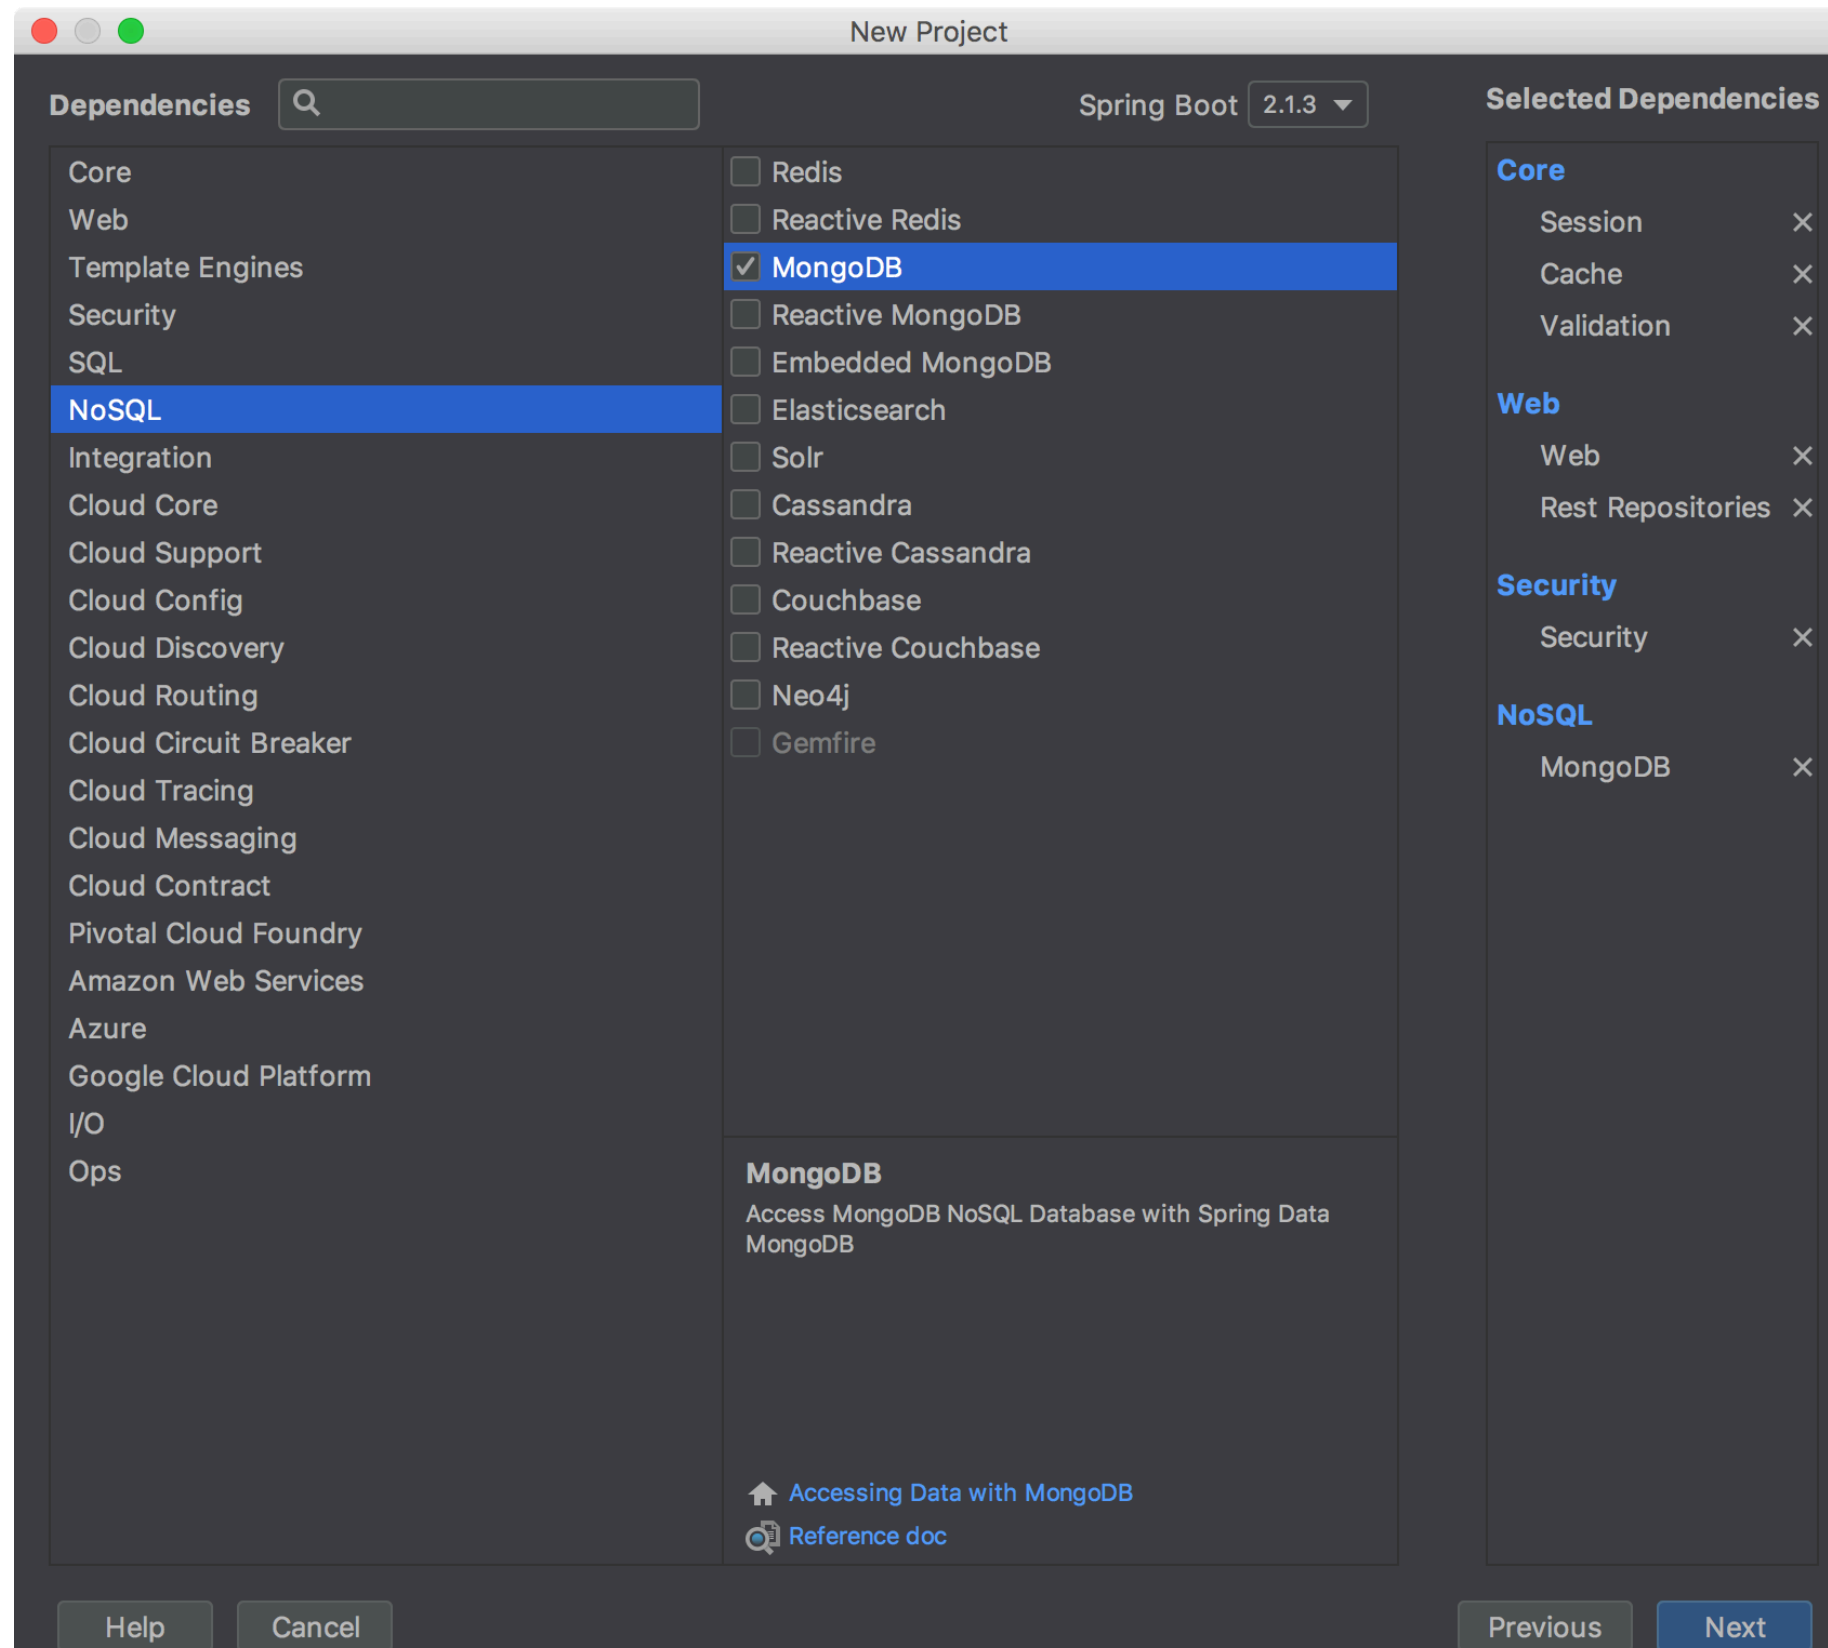 New Project
Dependencies
Spring Boot 2.1.3
Selected Dependencies
Core
Web
Template Engines
Security
SQL
NoSQL
Integration
Cloud Core
Cloud Support
Cloud Config
Cloud Discovery
Cloud Routing
Cloud Circuit Breaker
Cloud Tracing
Cloud Messaging
Cloud Contract
Pivotal Cloud Foundry
Amazon Web Services
Azure
Google Cloud Platform
I/O
Ops
Redis
Reactive Redis
MongoDB
Reactive MongoDB
Embedded MongoDB
Elasticsearch
Solr
Cassandra
Reactive Cassandra
Couchbase
Reactive Couchbase
Neo4j
Gemfire
MongoDB
Access MongoDB NoSQL Database with Spring Data
MongoDB
Accessing Data with MongoDB
Reference doc
Core
Session
Cache
Validation
Web
Web
Rest Repositories
Security
Security
NoSQL
MongoDB
Help
Cancel
Previous
Next